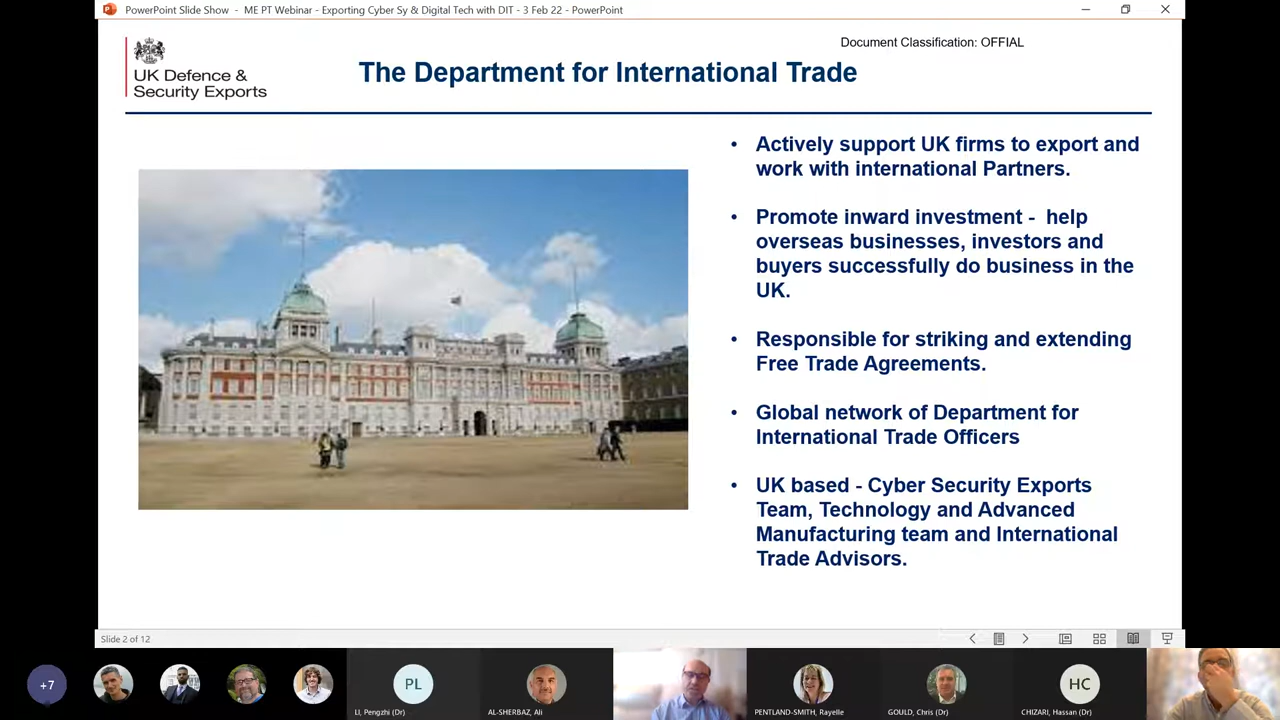 PowerPoint Slide Show - ME PT Webinar - Exporting Cyber Sy & Digital Tech with DIT - 3 Feb 22 - PowerPoint
Document Classification: OFFIAL
UK Defence &
Security Exports
The Department for International Trade
• Actively support UK firms to export and
work with international Partners.
• Promote inward investment - help
overseas businesses, investors and
buyers successfully do business in the
UK.
• Responsible for striking and extending
Free Trade Agreements.
• Global network of Department for
International Trade Officers
• UK based - Cyber Security Exports
Team, Technology and Advanced
Manufacturing team and International
Trade Advisors.
Slide 2 of 12
+7
PL
HC
LI, Pengzhi (Dr)
AL-SHERBAZ, Ali
PENTLAND-SMITH, Rayelle
GOULD, Chris (Dr)
CHIZARI, Hassan (Dr)